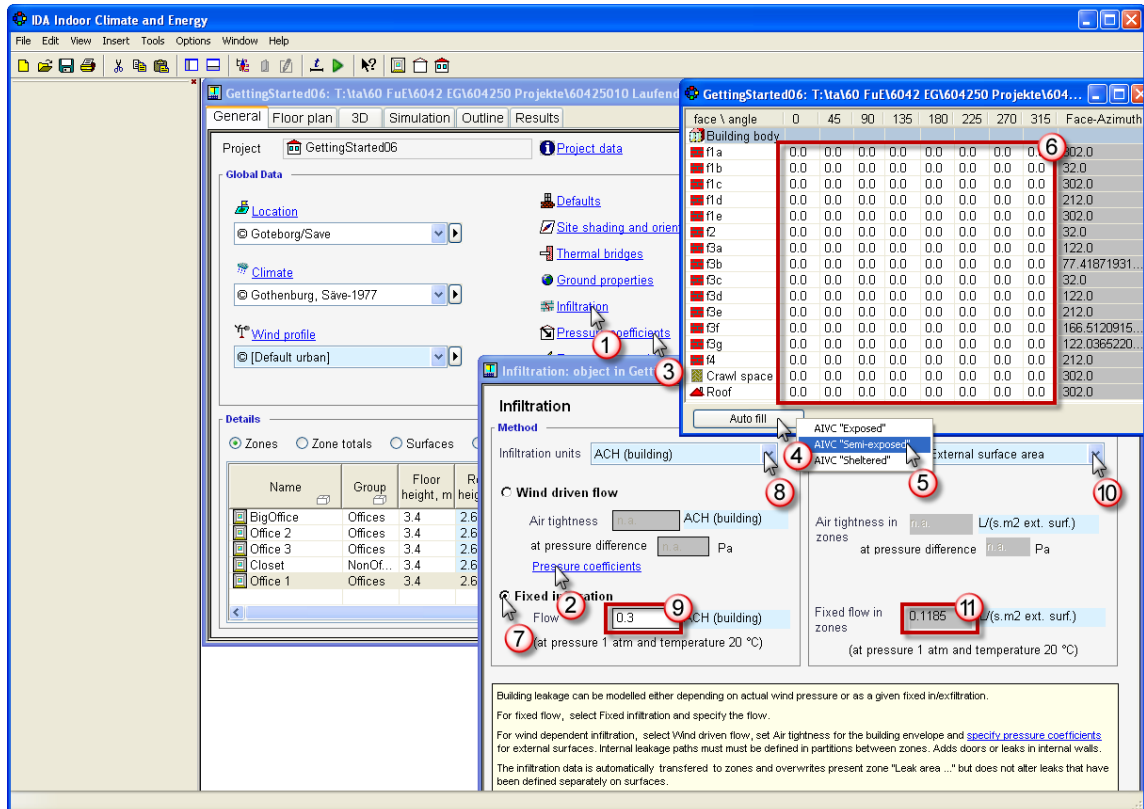 IDA Indoor Climate and Energy
File Edit View Insert Tools Options Window Help
GettingStarted06: T:\ta\60 FuE\6042 EG\604250 Projekte\60425010 Laufend
General Floor plan 3D Simulation Outline Results
Project GettingStarted06 Project data
Global Data
Location
© Goteborg/Save
Climate
© Gothenburg, Säve-1977
Wind profile
© [Default urban]
Defaults
Site shading and orien
Thermal bridges
Ground properties
Infiltration
1
Pressure coefficients
3
Details
Zones Zone totals Surfaces
Name Group Floor height, m
BigOffice Offices 3.4 2.6
Office 2 Offices 3.4 2.6
Office 3 Offices 3.4 2.6
Closet NonOf... 3.4 2.6
Office 1 Offices 3.4 2.6
GettingStarted06: T:\ta\60 FuE\6042 EG\604250 Projekte\604...
face \ angle 0 45 90 135 180 225 270 315 Face-Azimuth
Building body
6
f1a 0.0 0.0 0.0 0.0 0.0 0.0 0.0 0.0 302.0
f1b 0.0 0.0 0.0 0.0 0.0 0.0 0.0 0.0 32.0
f1c 0.0 0.0 0.0 0.0 0.0 0.0 0.0 0.0 302.0
f1d 0.0 0.0 0.0 0.0 0.0 0.0 0.0 0.0 212.0
f1e 0.0 0.0 0.0 0.0 0.0 0.0 0.0 0.0 302.0
f2 0.0 0.0 0.0 0.0 0.0 0.0 0.0 0.0 32.0
f3a 0.0 0.0 0.0 0.0 0.0 0.0 0.0 0.0 122.0
f3b 0.0 0.0 0.0 0.0 0.0 0.0 0.0 0.0 77.41871931...
f3c 0.0 0.0 0.0 0.0 0.0 0.0 0.0 0.0 32.0
f3d 0.0 0.0 0.0 0.0 0.0 0.0 0.0 0.0 122.0
f3e 0.0 0.0 0.0 0.0 0.0 0.0 0.0 0.0 212.0
f3f 0.0 0.0 0.0 0.0 0.0 0.0 0.0 0.0 166.5120915...
f3g 0.0 0.0 0.0 0.0 0.0 0.0 0.0 0.0 122.0365220...
f4 0.0 0.0 0.0 0.0 0.0 0.0 0.0 0.0 212.0
Crawl space 0.0 0.0 0.0 0.0 0.0 0.0 0.0 0.0 302.0
Roof 0.0 0.0 0.0 0.0 0.0 0.0 0.0 0.0 302.0
Auto fill
4
AIVC "Exposed"
AIVC "Semi-exposed"
AIVC "Sheltered"
5
Infiltration: object in Gett
Infiltration
Method
Infiltration units ACH (building)
8
External surface area
10
Wind driven flow
Air tightness n.a. ACH (building)
at pressure difference n.a. Pa
Pressure coefficients
2
Fixed infiltration
7
Flow 0.3 ACH (building)
9
(at pressure 1 atm and temperature 20 °C)
Air tightness in zones n.a. L/(s.m2 ext. surf.)
at pressure difference n.a. Pa
Fixed flow in zones 0.1185 L/(s.m2 ext. surf.)
11
(at pressure 1 atm and temperature 20 °C)
Building leakage can be modelled either depending on actual wind pressure or as a given fixed in/exfiltration.
For fixed flow, select Fixed infiltration and specify the flow.
For wind dependent infiltration, select Wind driven flow, set Air tightness for the building envelope and specify pressure coefficients
for external surfaces. Internal leakage paths must must be defined in partitions between zones. Adds doors or leaks in internal walls.
The infiltration data is automatically transfered to zones and overwrites present zone "Leak area ..." but does not alter leaks that have
been defined separately on surfaces.